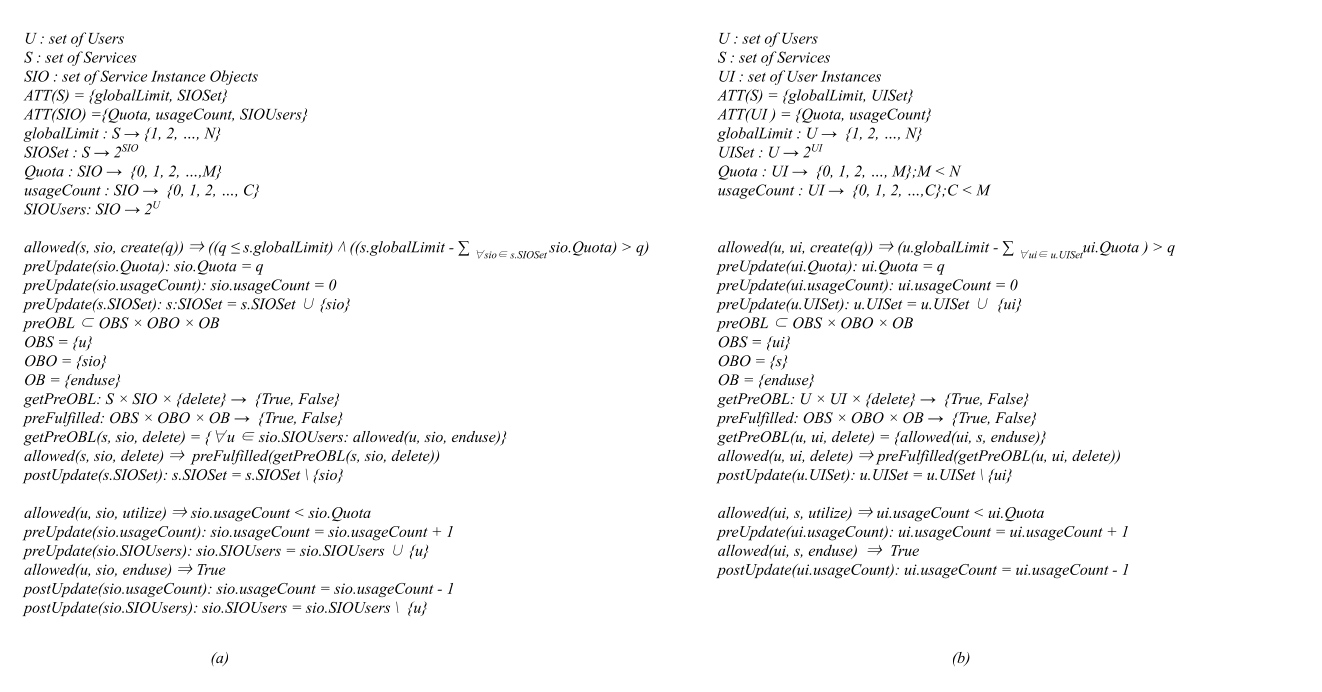 U : set of Users
S : set of Services
SIO : set of Service Instance Objects
ATT(S) = {globalLimit, SIOSet}
ATT(SIO) ={Quota, usageCount, SIOUsers}
globalLimit : S → {1, 2, ..., N}
SIOSet : S → 2^SIO
Quota : SIO → {0, 1, 2, ...,M}
usageCount : SIO → {0, 1, 2, ..., C}
SIOUsers: SIO → 2^U
allowed(s, sio, create(q)) ⇒ ((q ≤ s.globalLimit) ∧ ((s.globalLimit - ∑ ∀sio∈ s.SIOSet sio.Quota) > q)
preUpdate(sio.Quota): sio.Quota = q
preUpdate(sio.usageCount): sio.usageCount = 0
preUpdate(s.SIOSet): s:SIOSet = s.SIOSet ∪ {sio}
preOBL ⊂ OBS × OBO × OB
OBS = {u}
OBO = {sio}
OB = {enduse}
getPreOBL: S × SIO × {delete} → {True, False}
preFulfilled: OBS × OBO × OB → {True, False}
getPreOBL(s, sio, delete) = { ∀u ∈ sio.SIOUsers: allowed(u, sio, enduse)}
allowed(s, sio, delete) ⇒ preFulfilled(getPreOBL(s, sio, delete))
postUpdate(s.SIOSet): s.SIOSet = s.SIOSet \ {sio}
allowed(u, sio, utilize) ⇒ sio.usageCount < sio.Quota
preUpdate(sio.usageCount): sio.usageCount = sio.usageCount + 1
preUpdate(sio.SIOUsers): sio.SIOUsers = sio.SIOUsers ∪ {u}
allowed(u, sio, enduse) ⇒ True
postUpdate(sio.usageCount): sio.usageCount = sio.usageCount - 1
postUpdate(sio.SIOUsers): sio.SIOUsers = sio.SIOUsers \ {u}
(a)
U : set of Users
S : set of Services
UI : set of User Instances
ATT(S) = {globalLimit, UISet}
ATT(UI ) = {Quota, usageCount}
globalLimit : U → {1, 2, ..., N}
UISet : U → 2^UI
Quota : UI → {0, 1, 2, ..., M};M < N
usageCount : UI → {0, 1, 2, ...,C};C < M
allowed(u, ui, create(q)) ⇒ (u.globalLimit - ∑ ∀ui∈ u.UISet ui.Quota ) > q
preUpdate(ui.Quota): ui.Quota = q
preUpdate(ui.usageCount): ui.usageCount = 0
preUpdate(u.UISet): u.UISet = u.UISet ∪ {ui}
preOBL ⊂ OBS × OBO × OB
OBS = {ui}
OBO = {s}
OB = {enduse}
getPreOBL: U × UI × {delete} → {True, False}
preFulfilled: OBS × OBO × OB → {True, False}
getPreOBL(u, ui, delete) = {allowed(ui, s, enduse)}
allowed(u, ui, delete) ⇒ preFulfilled(getPreOBL(u, ui, delete))
postUpdate(u.UISet): u.UISet = u.UISet \ {ui}
allowed(ui, s, utilize) ⇒ ui.usageCount < ui.Quota
preUpdate(ui.usageCount): ui.usageCount = ui.usageCount + 1
allowed(ui, s, enduse) ⇒ True
postUpdate(ui.usageCount): ui.usageCount = ui.usageCount - 1
(b)